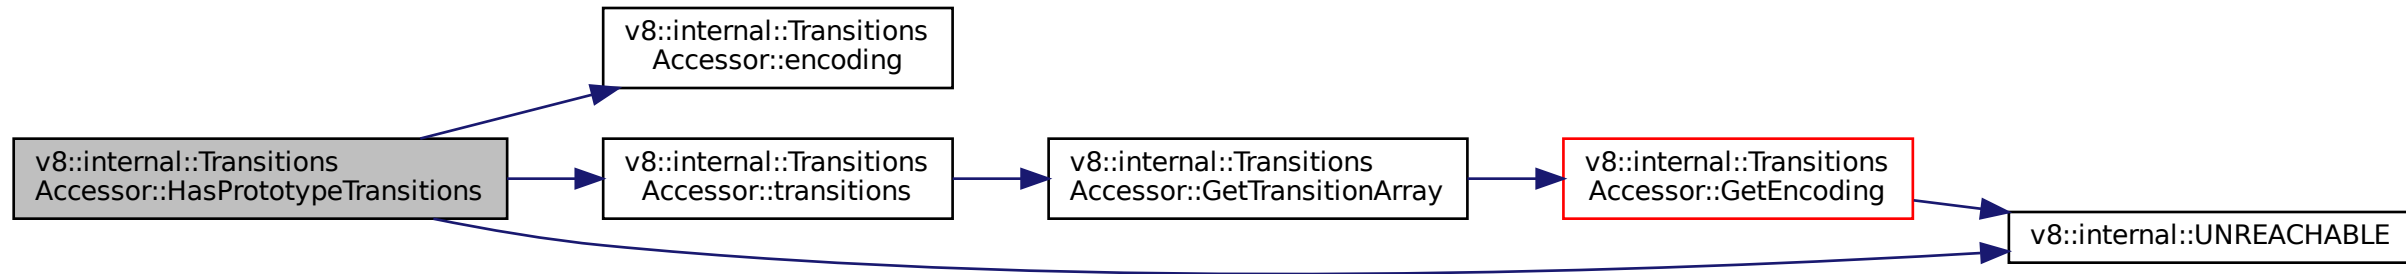 v8::internal::Transitions
Accessor::encoding
v8::internal::Transitions
Accessor::HasPrototypeTransitions
v8::internal::Transitions
Accessor::transitions
v8::internal::Transitions
Accessor::GetTransitionArray
v8::internal::Transitions
Accessor::GetEncoding
v8::internal::UNREACHABLE